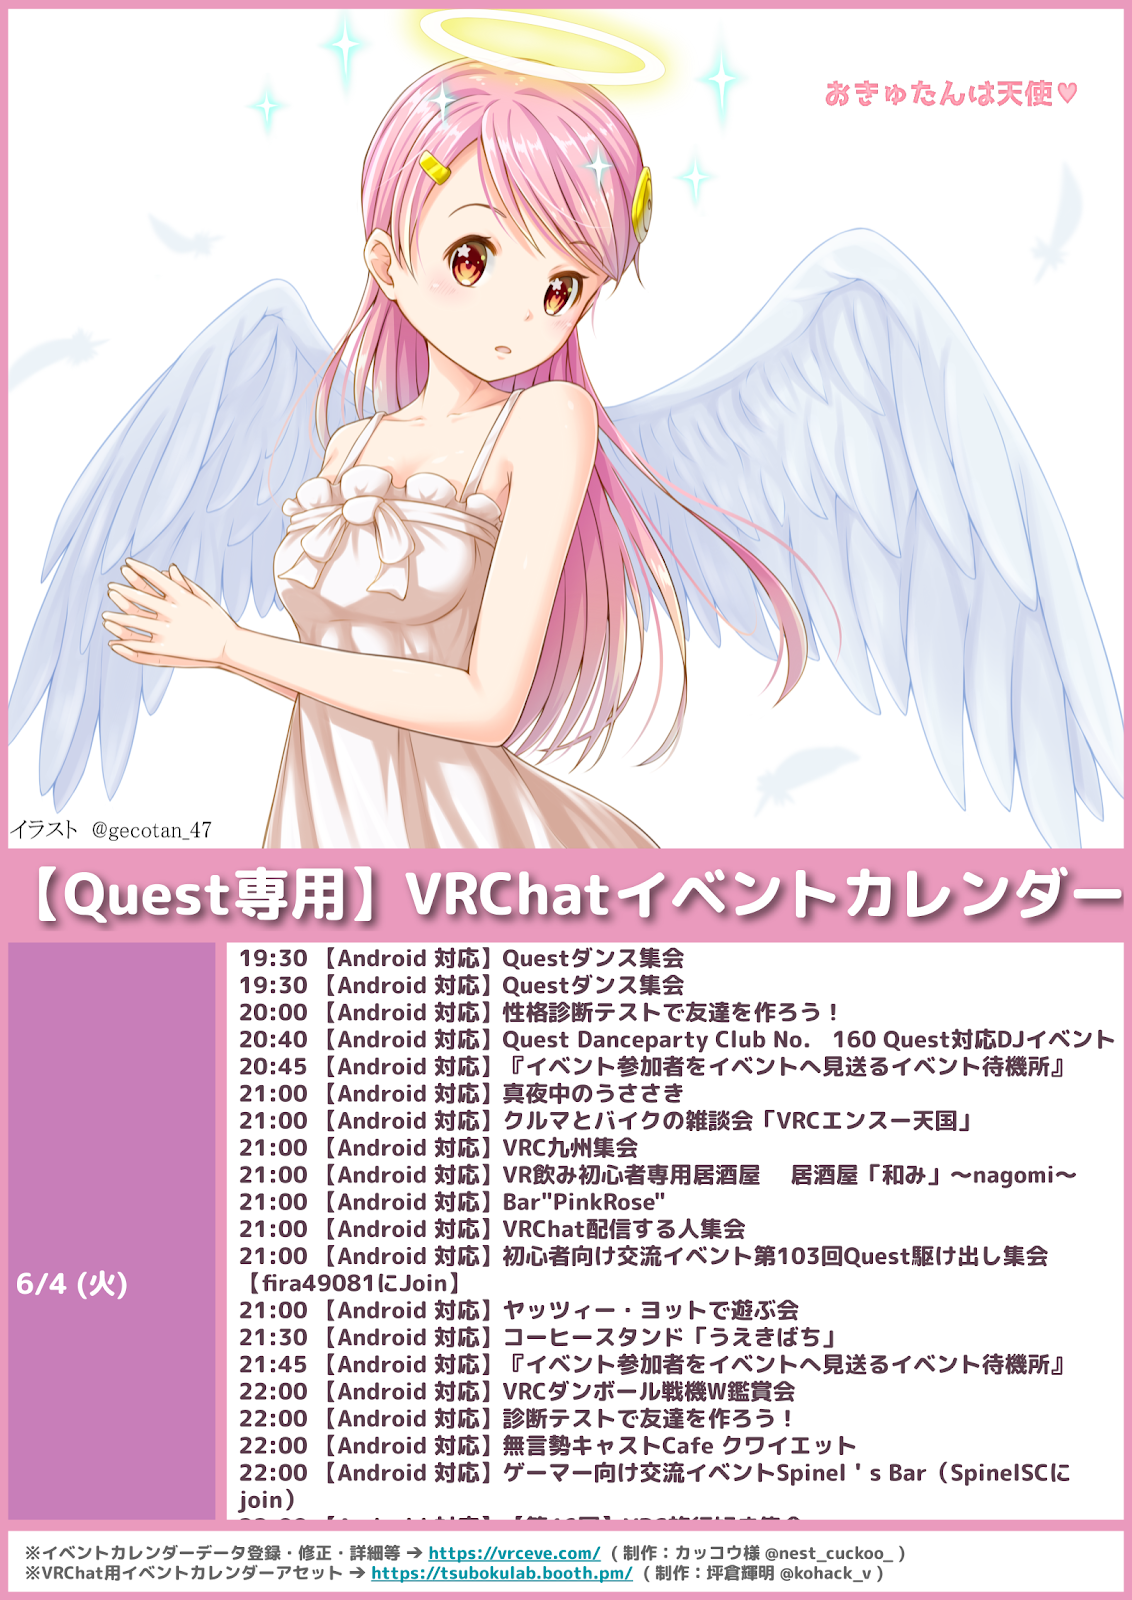 おきゅたんは天使♥
イラスト @gecotan_47
【Quest専用】VRChatイベントカレンダー
6/4 (火)
19:30 【Android 対応】Questダンス集会
19:30 【Android 対応】Questダンス集会
20:00 【Android 対応】性格診断テストで友達を作ろう！
20:40 【Android 対応】Quest Danceparty Club No. 160 Quest対応DJイベント
20:45 【Android 対応】『イベント参加者をイベントへ見送るイベント待機所』
21:00 【Android 対応】真夜中のうささき
21:00 【Android 対応】クルマとバイクの雑談会「VRCエンスー天国」
21:00 【Android 対応】VRC九州集会
21:00 【Android 対応】VR飲み初心者専用居酒屋　居酒屋「和み」～nagomi～
21:00 【Android 対応】Bar"PinkRose"
21:00 【Android 対応】VRChat配信する人集会
21:00 【Android 対応】初心者向け交流イベント第103回Quest駆け出し集会
【fira49081にJoin】
21:00 【Android 対応】ヤッツィー・ヨットで遊ぶ会
21:30 【Android 対応】コーヒースタンド「うえきばち」
21:45 【Android 対応】『イベント参加者をイベントへ見送るイベント待機所』
22:00 【Android 対応】VRCダンボール戦機W鑑賞会
22:00 【Android 対応】診断テストで友達を作ろう！
22:00 【Android 対応】無言勢キャストCafe クワイエット
22:00 【Android 対応】ゲーマー向け交流イベントSpinel＇s Bar（SpinelSCに
join）
※イベントカレンダーデータ登録・修正・詳細等 → https://vrceve.com/ ( 制作：カッコウ様 @nest_cuckoo_ )
※VRChat用イベントカレンダーアセット → https://tsubokulab.booth.pm/ ( 制作：坪倉輝明 @kohack_v )